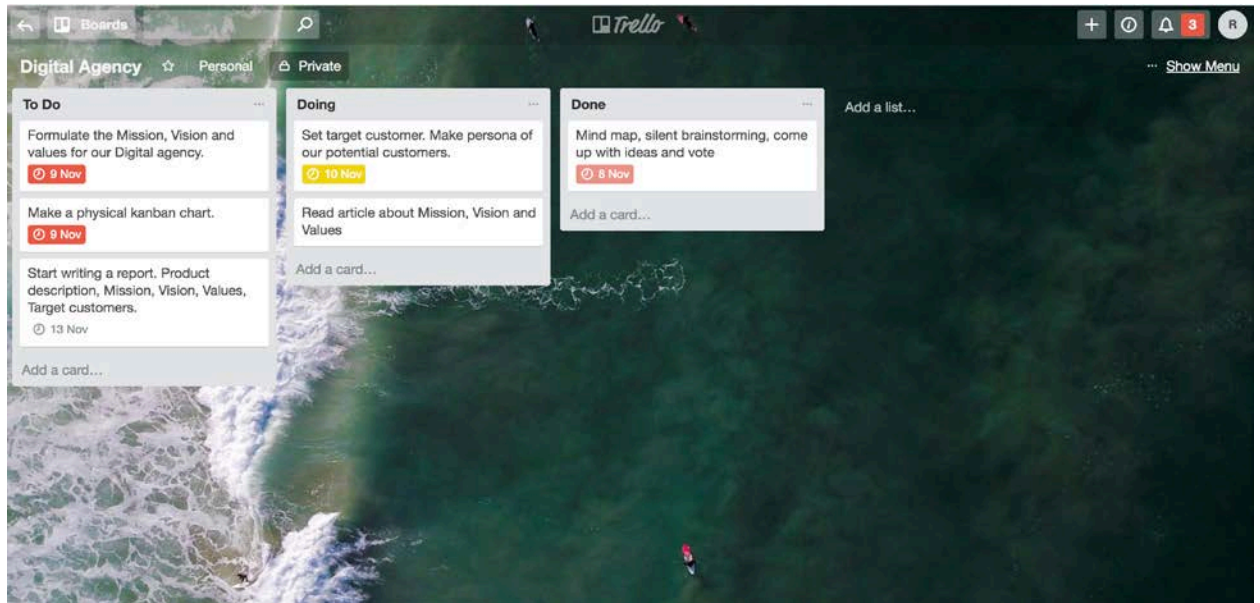 Boards
Trello
3
R
Digital Agency
Personal
Private
... Show Menu
To Do
Formulate the Mission, Vision and
values for our Digital agency.
9 Nov
Make a physical kanban chart.
9 Nov
Start writing a report. Product
description, Mission, Vision, Values,
Target customers.
13 Nov
Add a card...
Doing
Set target customer. Make persona of
our potential customers.
10 Nov
Read article about Mission, Vision and
Values
Add a card...
Done
Mind map, silent brainstorming, come
up with ideas and vote
8 Nov
Add a card...
Add a list...